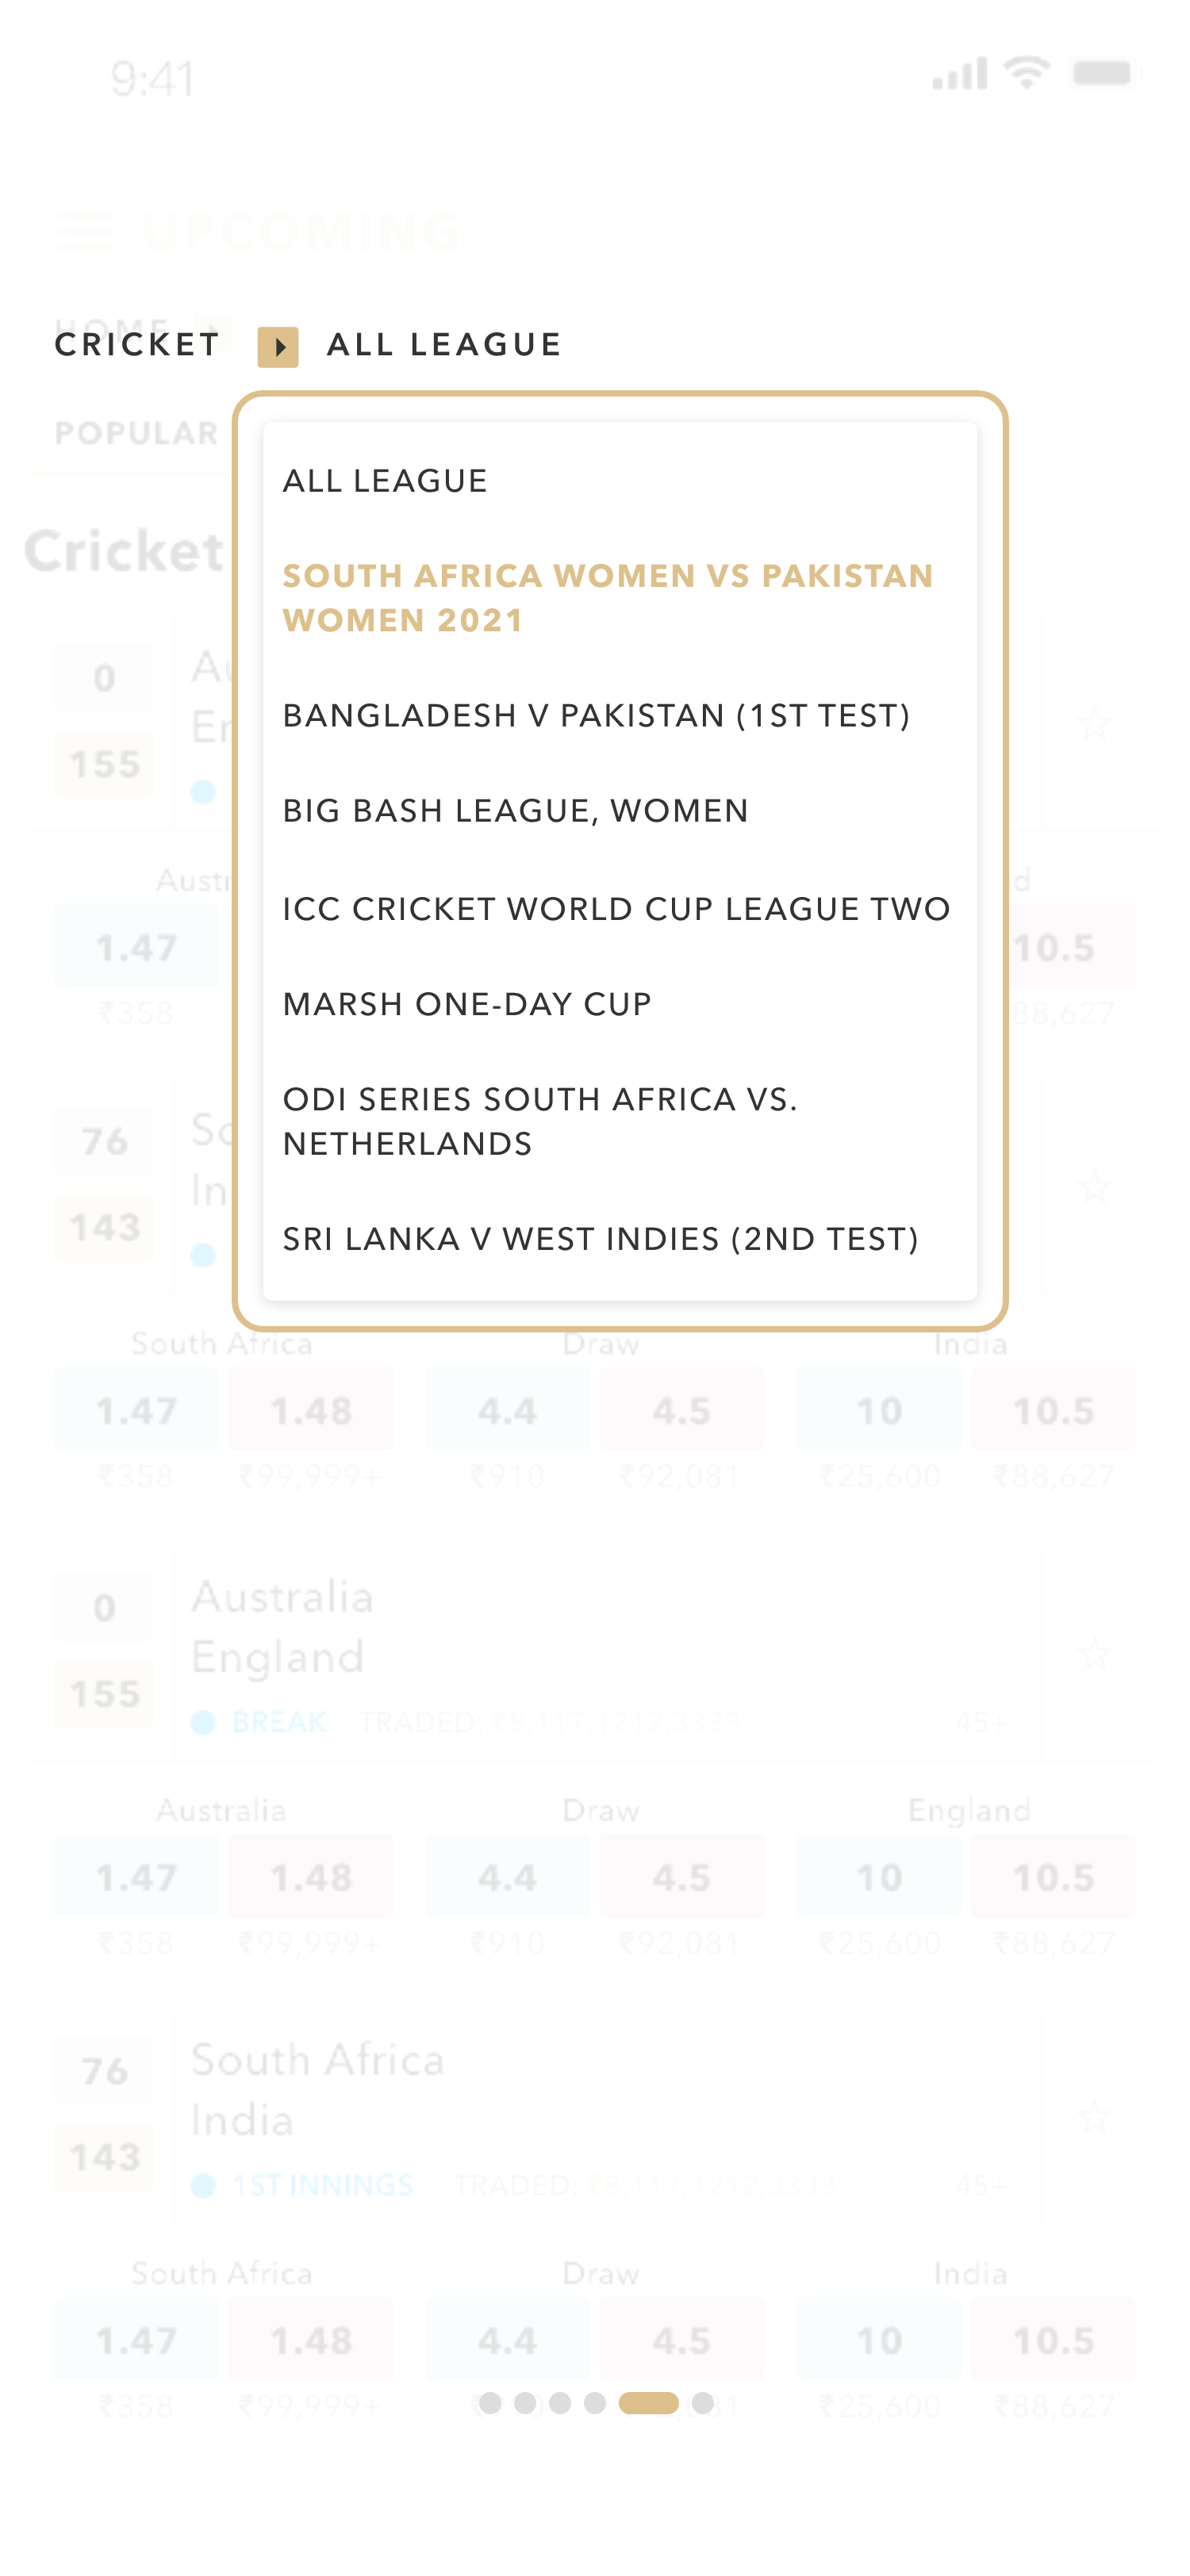 9:41
UPCOMING
HOME
CRICKET ALL LEAGUE
POPULAR
Cricket
ALL LEAGUE
SOUTH AFRICA WOMEN VS PAKISTAN
WOMEN 2021
BANGLADESH V PAKISTAN (1ST TEST)
BIG BASH LEAGUE, WOMEN
ICC CRICKET WORLD CUP LEAGUE TWO
MARSH ONE-DAY CUP
ODI SERIES SOUTH AFRICA VS.
NETHERLANDS
SRI LANKA V WEST INDIES (2ND TEST)
0
155
1.47 10.5
₹358 88,627
76
143
South Africa Draw India
1.47 1.48 4.4 4.5 10 10.5
₹358 ₹99,999+ ₹910 ₹92,081 ₹25,600 ₹88,627
0 Australia
155 England
BREAK TRADED: ₹8,117,1212,3333 45+
Australia Draw England
1.47 1.48 4.4 4.5 10 10.5
₹358 ₹99,999+ ₹910 ₹92,081 ₹25,600 ₹88,627
76 South Africa
143 India
1ST INNINGS TRADED: ₹8,117,1212,3333 45+
South Africa Draw India
1.47 1.48 4.4 4.5 10 10.5
₹358 ₹99,999+ ₹25,600 ₹88,627